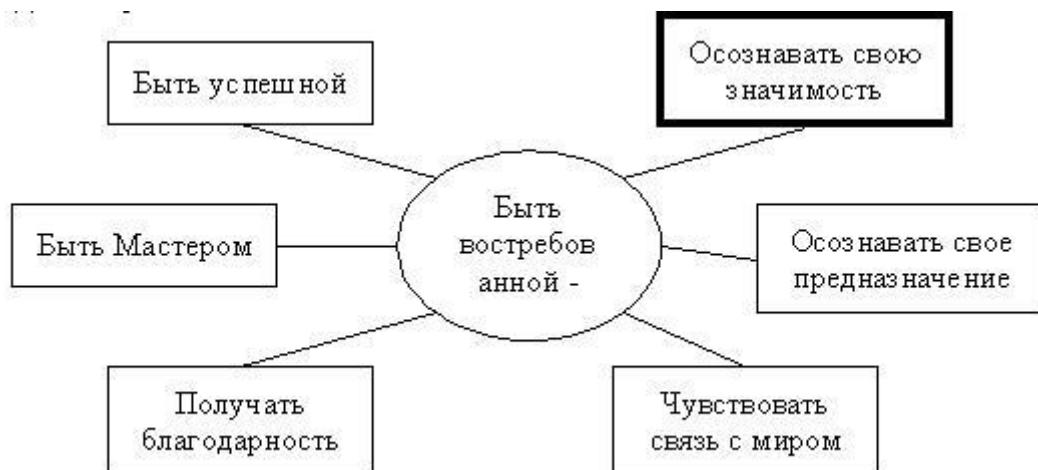 Быть успешной
Осознавать свою
значимость
Быть Мастером
Быть
востребов
анной -
Осознавать свое
предназначение
Получать
благодарность
Чувствовать
связь с миром